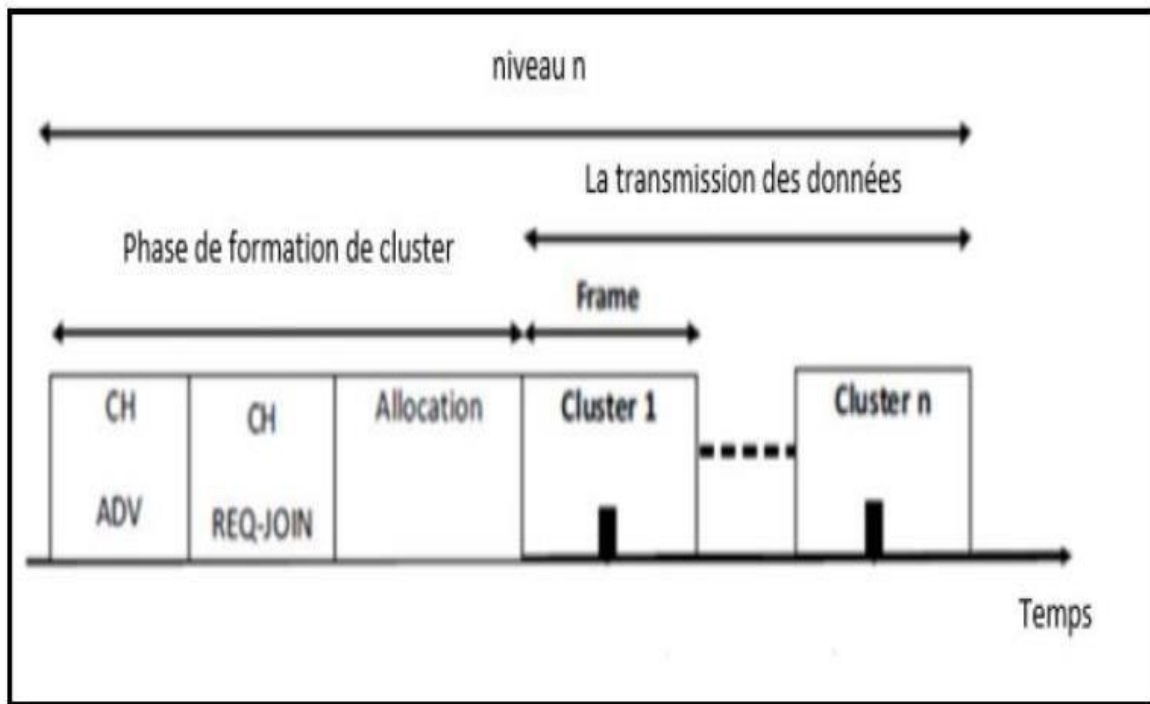 niveau n
La transmission des données
Phase de formation de cluster
Frame
CH
ADV
CH
REQ-JOIN
Allocation
Cluster 1
Cluster n
Temps